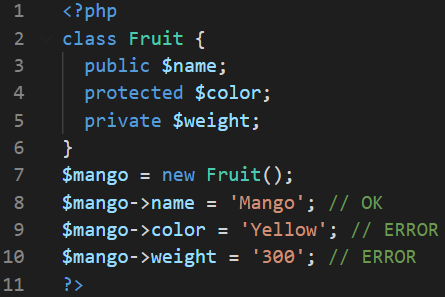 1 <?php
2 class Fruit {
3   public $name;
4   protected $color;
5   private $weight;
6 }
7 $mango = new Fruit();
8 $mango->name = 'Mango'; // OK
9 $mango->color = 'Yellow'; // ERROR
10 $mango->weight = '300'; // ERROR
11 ?>